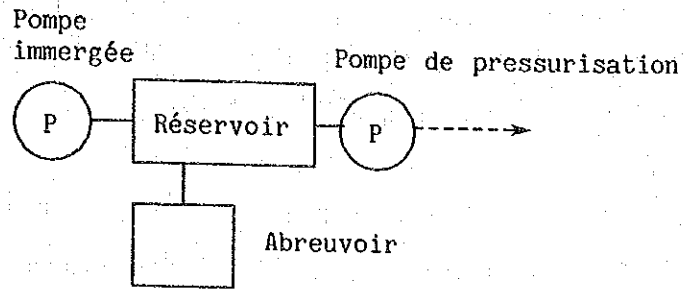 Pompe
immergée
Pompe de pressurisation
P
Réservoir
P
Abreuvoir